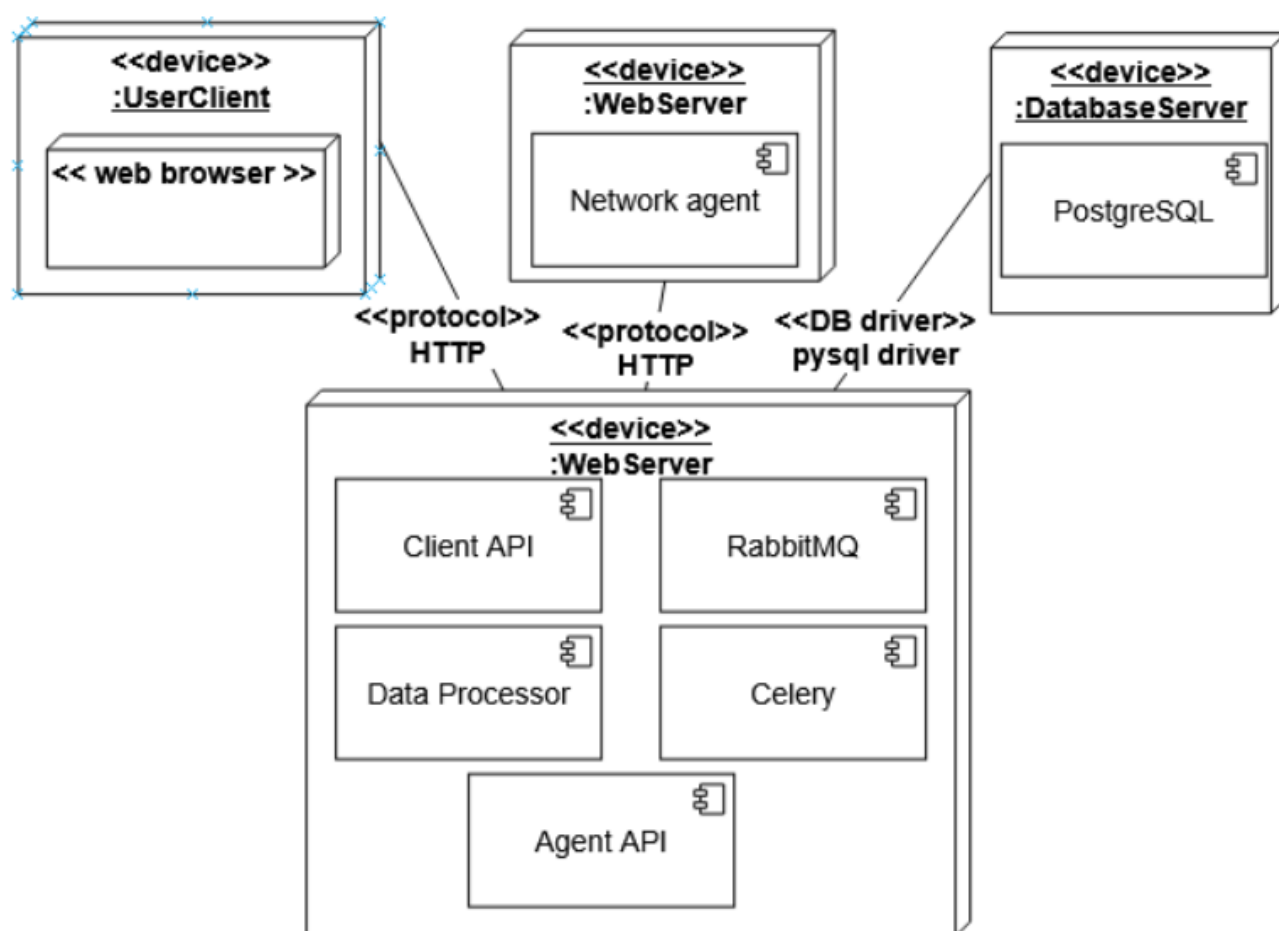 <<device>>
:UserClient
<< web browser >>
<<device>>
:WebServer
Network agent
<<device>>
:DatabaseServer
PostgreSQL
<<protocol>>
HTTP
<<protocol>>
HTTP
<<DB driver>>
pysql driver
<<device>>
:WebServer
Client API
RabbitMQ
Data Processor
Celery
Agent API